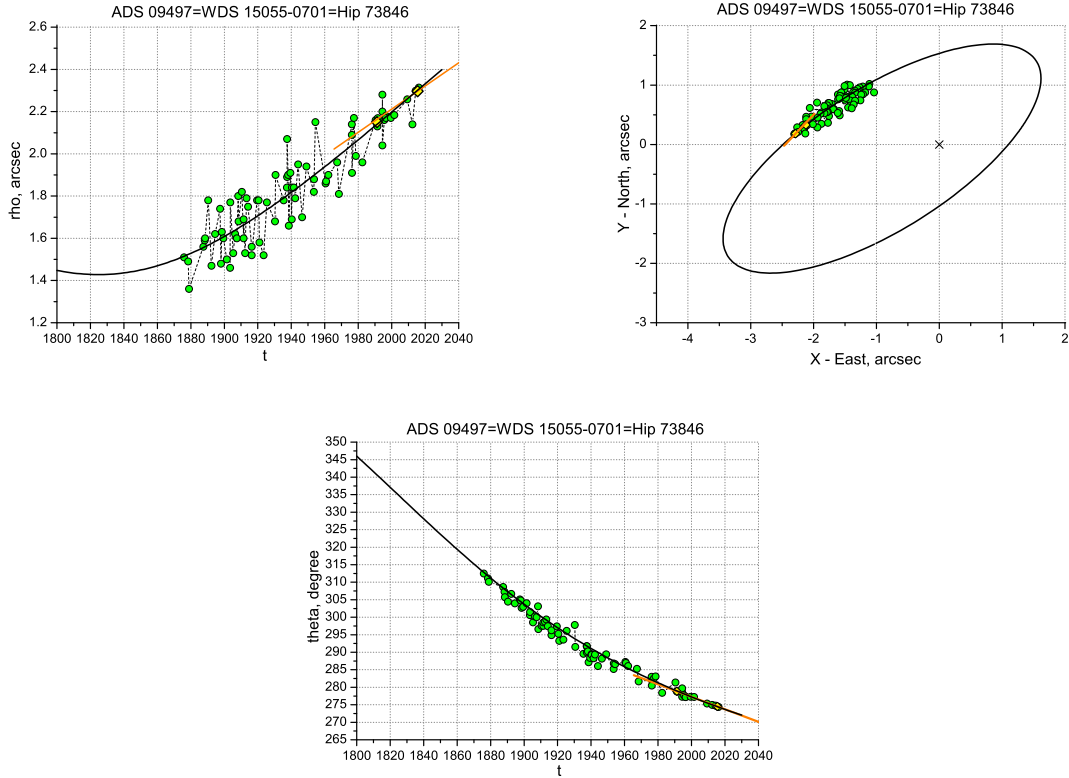 ADS 09497=WDS 15055-0701=Hip 73846
2.6
2.4
2.2
2.0
1.8
1.6
1.4
1.2
rho, arcsec
1800 1820 1840 1860 1880 1900 1920 1940 1960 1980 2000 2020 2040
t
ADS 09497=WDS 15055-0701=Hip 73846
2
1
0
-1
-2
-3
Y - North, arcsec
-4 -3 -2 -1 0 1 2
X - East, arcsec
ADS 09497=WDS 15055-0701=Hip 73846
350
345
340
335
330
325
320
315
310
305
300
295
290
285
280
275
270
265
theta, degree
1800 1820 1840 1860 1880 1900 1920 1940 1960 1980 2000 2020 2040
t